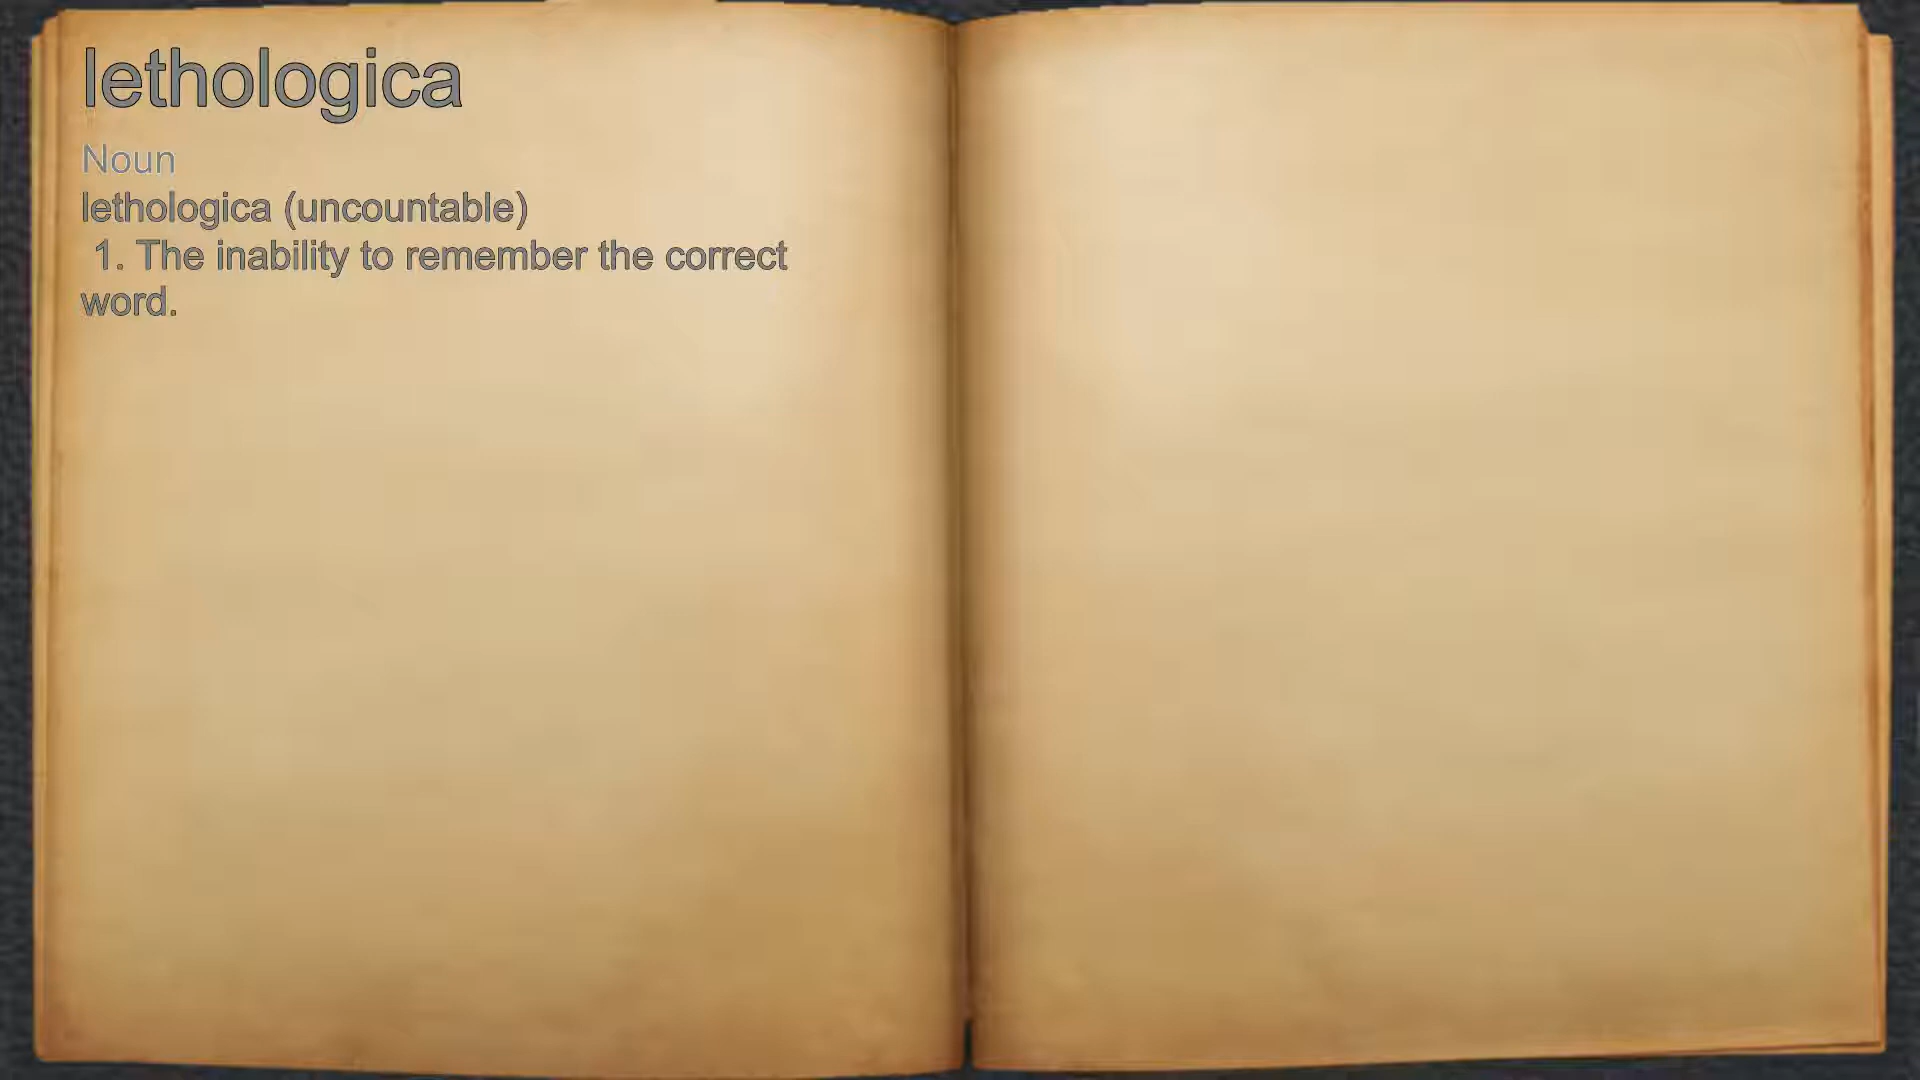 lethologica
Noun
lethologica (uncountable)
1. The inability to remember the correct
word.